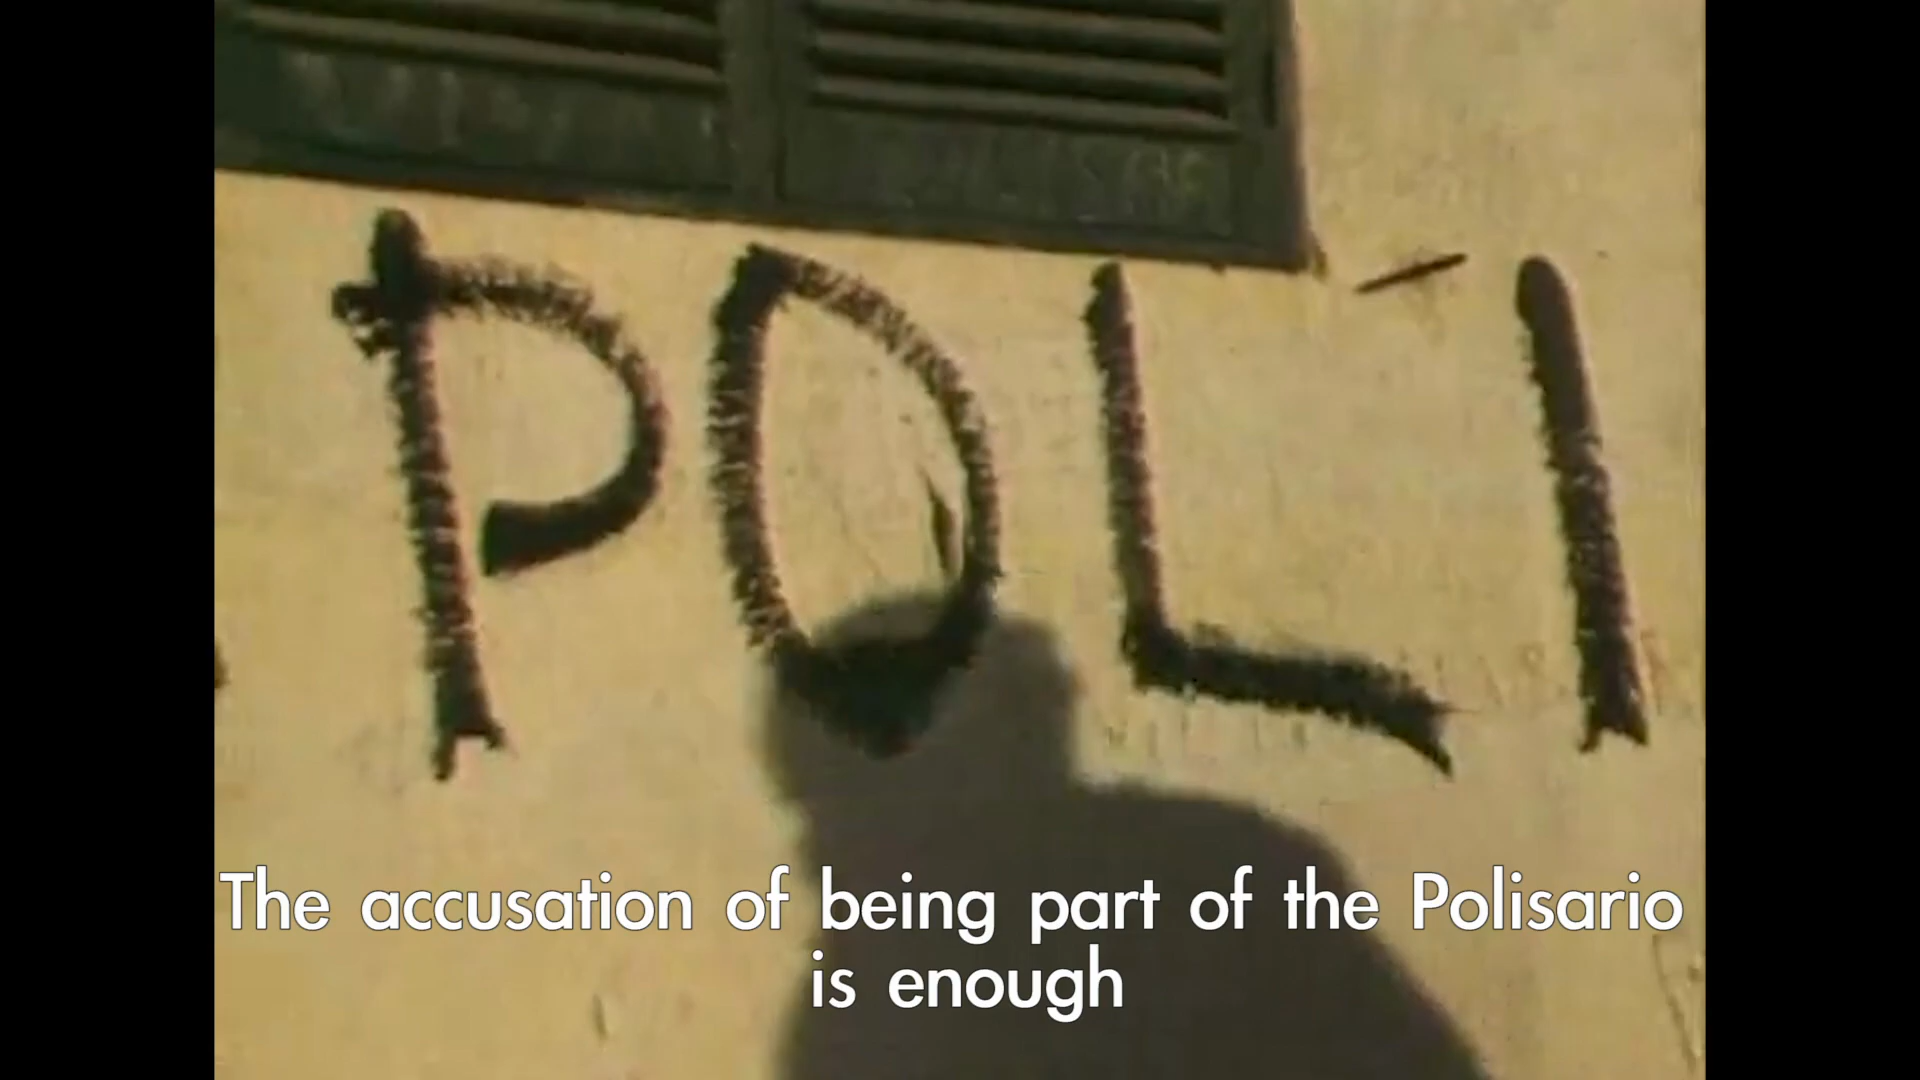 POLI
The accusation of being part of the Polisario
is enough